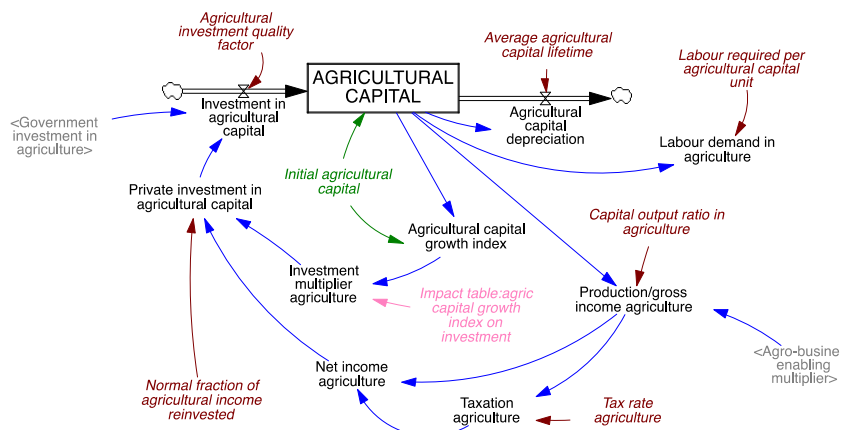 Agricultural
investment quality
factor
AGRICULTURAL
CAPITAL
Average agricultural
capital lifetime
Labour required per
agricultural capital
unit
Investment in
agricultural
capital
Agricultural
capital
depreciation
<Government
investment in
agriculture>
Labour demand in
agriculture
Initial agricultural
capital
Private investment in
agricultural capital
Agricultural capital
growth index
Capital output ratio in
agriculture
Investment
multiplier
agriculture
Impact table:agric
capital growth
index on
investment
Production/gross
income agriculture
<Agro-busine
enabling
multiplier>
Normal fraction of
agricultural income
reinvested
Net income
agriculture
Taxation
agriculture
Tax rate
agriculture